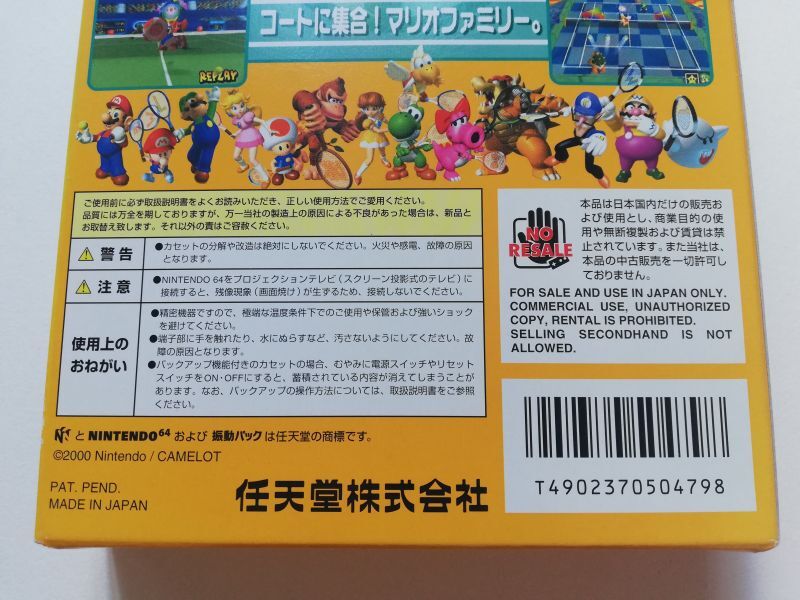 コートに集合！マリオファミリー。
REPLAY
ご使用前に必ず取扱説明書をよくお読みいただき、正しい使用方法でご愛用ください。
品質には万全を期しておりますが、万一当社の製造上の原因による不良があった場合は、新品と
お取替え致します。それ以外の責はご容赦ください。
警告
●カセットの分解や改造は絶対にしないでください。火災や感電、故障の原因
となります。
注意
●NINTENDO 64をプロジェクションテレビ（スクリーン投影式のテレビ）に
接続すると、残像現象（画面焼け）が生ずるため、接続しないでください。
使用上の
おねがい
●精密機器ですので、極端な温度条件下でのご使用や保管および強いショック
を避けてください。
●端子部に手を触れたり、水にぬらすなど、汚さないようにしてください。故
障の原因となります。
●バックアップ機能付きのカセットの場合、むやみに電源スイッチやリセット
スイッチをON・OFFにすると、蓄積されている内容が消えてしまうことが
あります。なお、バックアップの操作方法については、取扱説明書をご参照
ください。
NO
RESALE
本品は日本国内だけの販売お
よび使用とし、商業目的の使
用や無断複製および賃貸は禁
止されています。また当社は、
本品の中古販売を一切許可し
ておりません。
FOR SALE AND USE IN JAPAN ONLY.
COMMERCIAL USE, UNAUTHORIZED
COPY, RENTAL IS PROHIBITED.
SELLING SECONDHAND IS NOT
ALLOWED.
と NINTENDO64 および 振動パック は任天堂の商標です。
©2000 Nintendo / CAMELOT
PAT. PEND.
MADE IN JAPAN
任天堂株式会社
T4902370504798